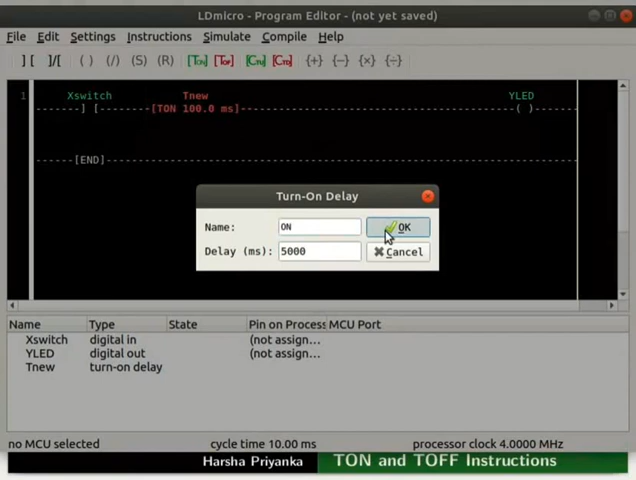 LDmicro - Program Editor - (not yet saved)
File Edit Settings Instructions Simulate Compile Help
] [ ]/[ ( ) (/) (S) (R) [TON] [TOF] [CTU] [CTD] {+} {−} {×} {÷}
Xswitch Tnew YLED
1 -------] [-------[TON 100.0 ms]--------------------------------------( )-------
------[END]------------------------------------------------------------------
Turn-On Delay
Name: ON OK
Delay (ms): 5000 Cancel
Name Type State Pin on Process MCU Port
Xswitch digital in (not assign...
YLED digital out (not assign...
Tnew turn-on delay
no MCU selected cycle time 10.00 ms processor clock 4.0000 MHz
Harsha Priyanka TON and TOFF Instructions